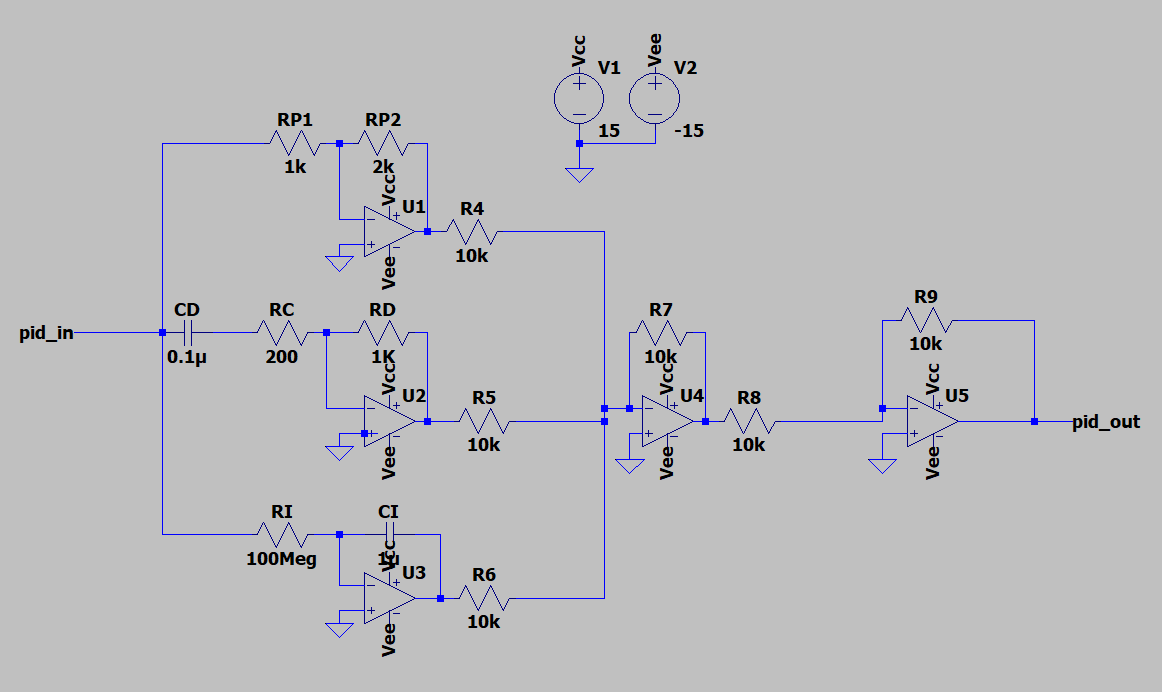 Vcc
V1
15
Vee
V2
-15
RP1
1k
RP2
2k
Vcc
U1
Vee
R4
10k
pid_in
CD
0.1µ
RC
200
RD
1K
Vcc
U2
Vee
R5
10k
R7
10k
Vcc
U4
Vee
R8
10k
R9
10k
Vcc
U5
Vee
pid_out
RI
100Meg
CI
1µ
Vcc
U3
Vee
R6
10k